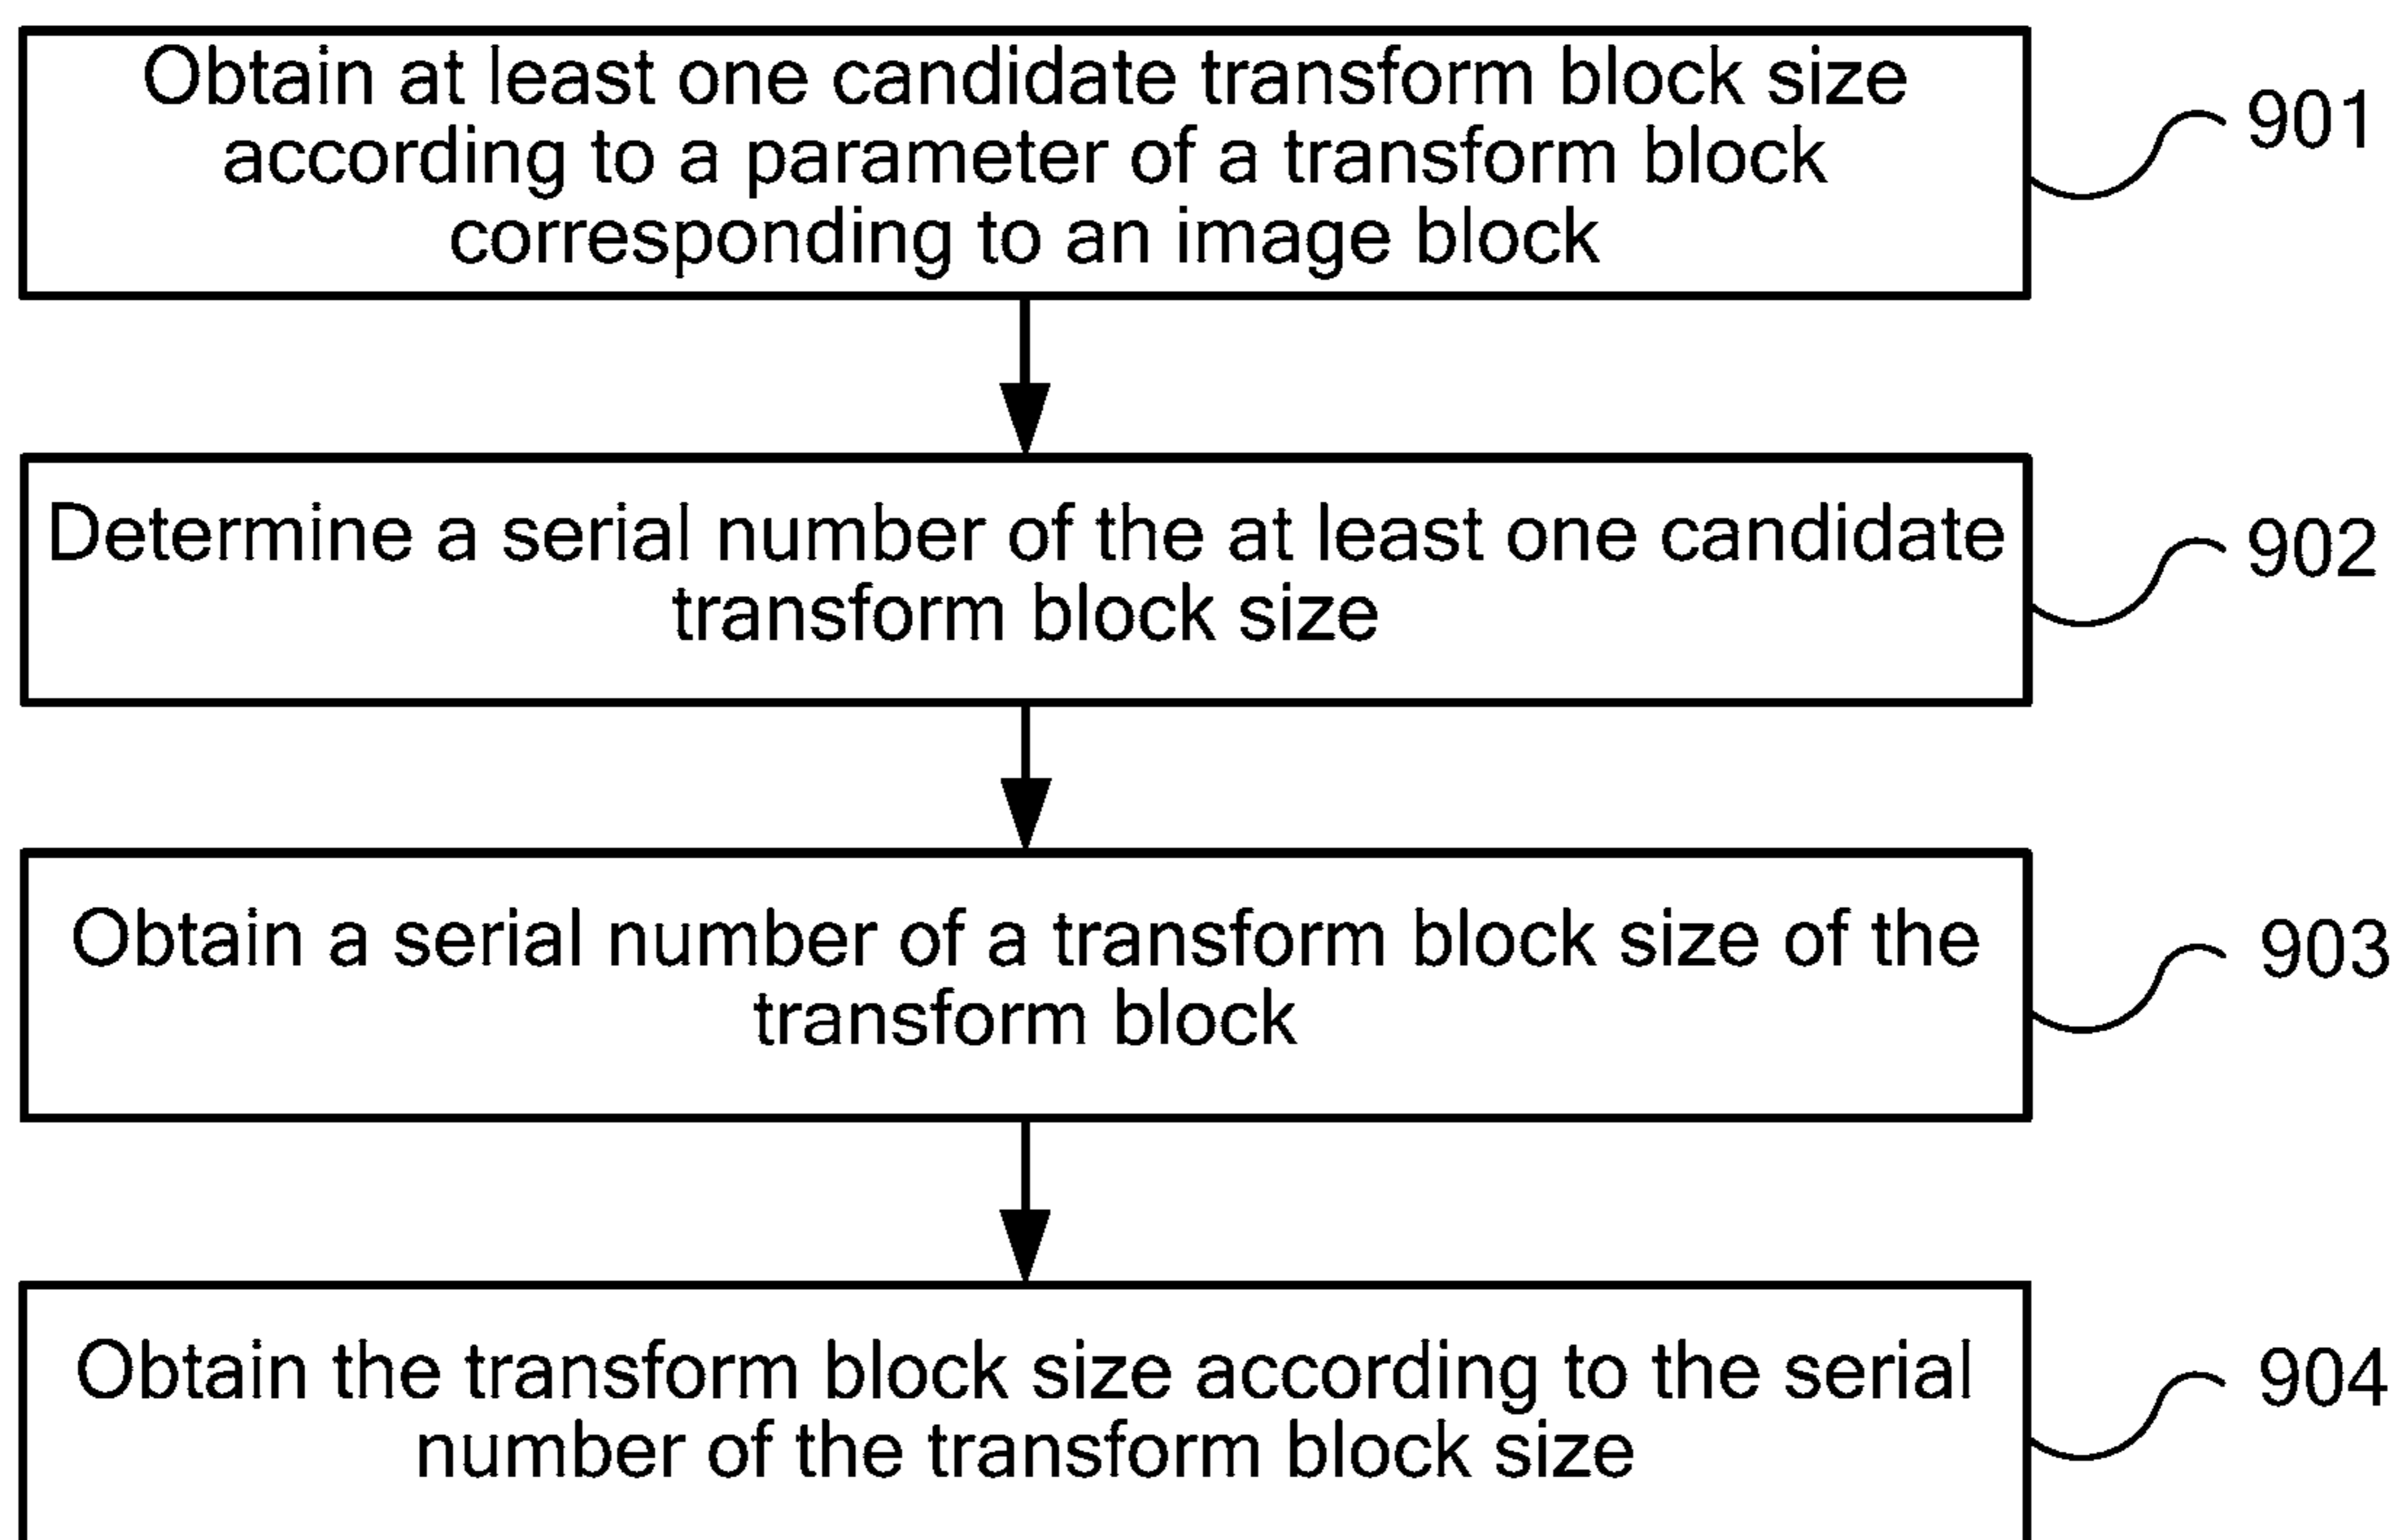 Obtain at least one candidate transform block size
according to a parameter of a transform block
corresponding to an image block
901
Determine a serial number of the at least one candidate
transform block size
902
Obtain a serial number of a transform block size of the
transform block
903
Obtain the transform block size according to the serial
number of the transform block size
904